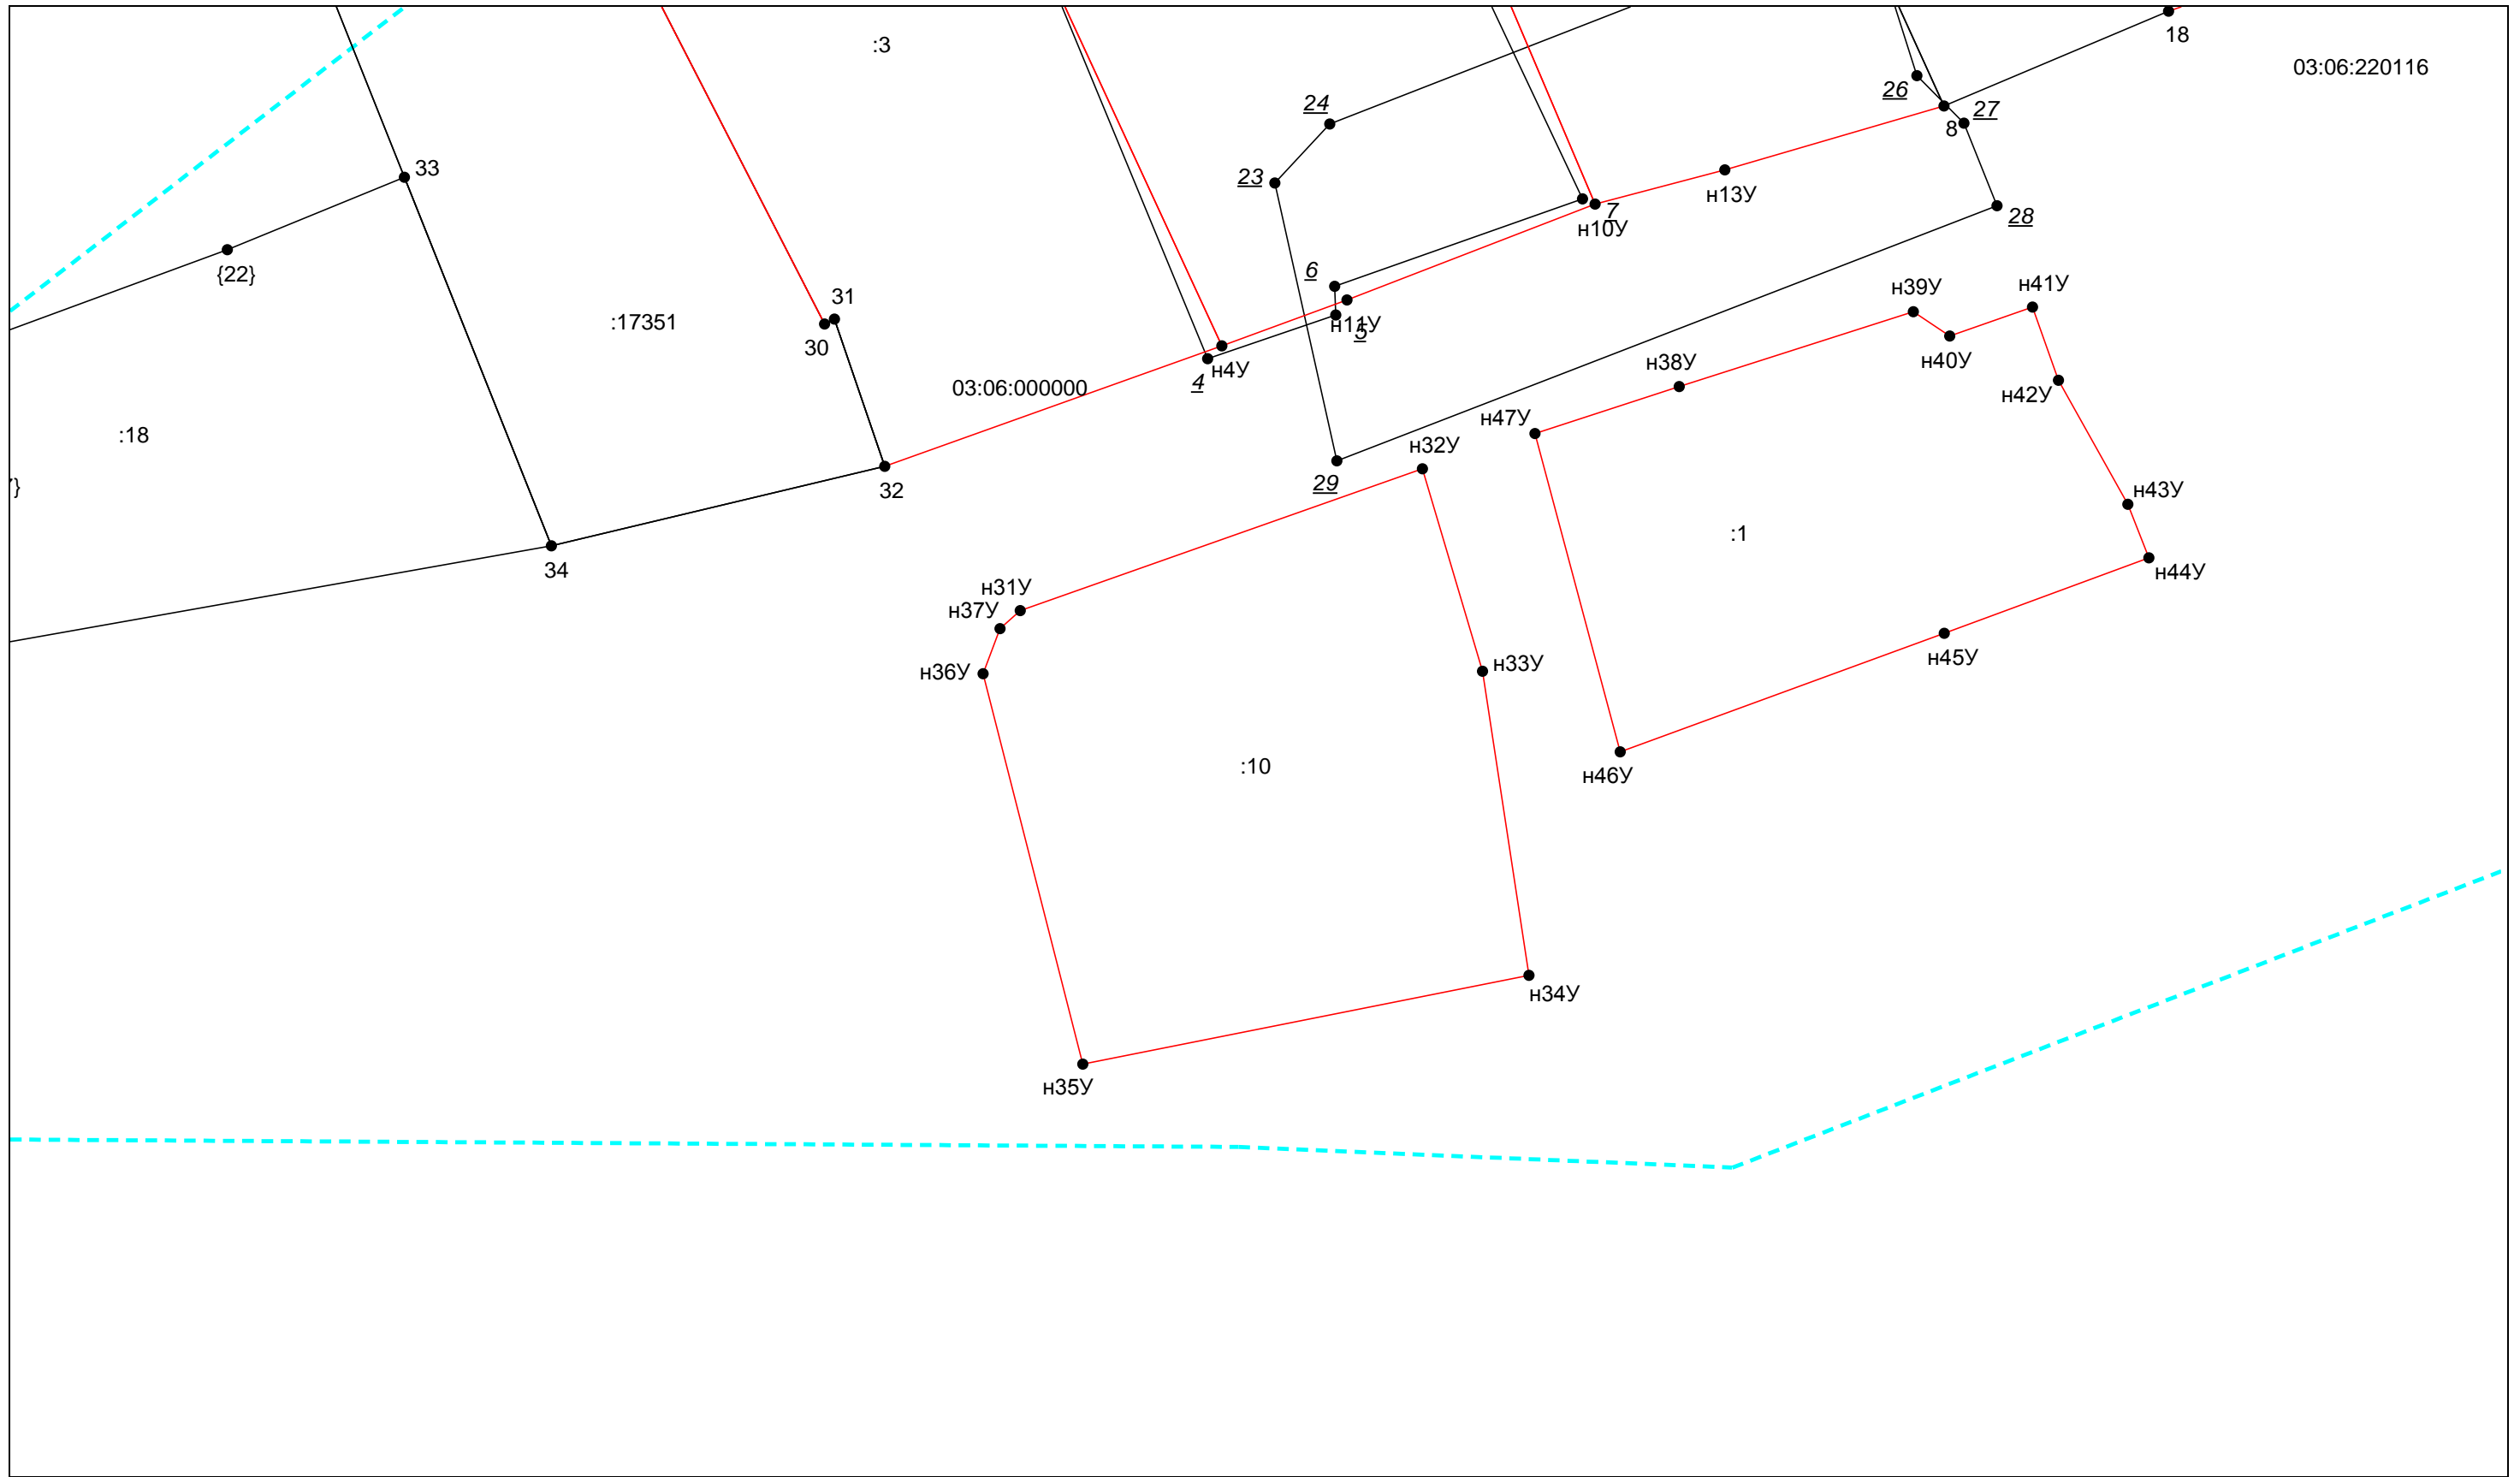 18
:3
03:06:220116
26
24
27
8
33
23
н13У
7
28
н10У
{22}
6
н39У
н41У
31
:17351
н11У
5
30
н40У
н38У
н4У
4
03:06:000000
н42У
н47У
:18
н32У
29
32
н43У
:1
34
н44У
н31У
н37У
н45У
н33У
н36У
:10
н46У
н34У
н35У